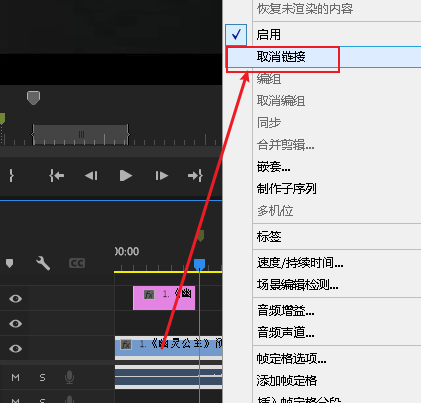 恢复未渲染的内容
启用
取消链接
编组
取消编组
同步
合并剪辑...
嵌套...
制作子序列
多机位
标签
速度/持续时间...
场景编辑检测...
音频增益...
音频声道...
帧定格选项...
添加帧定格
插入帧定格分段
:00:00
fx 1.《幽
fx 1.《幽灵公主》
M S
M S